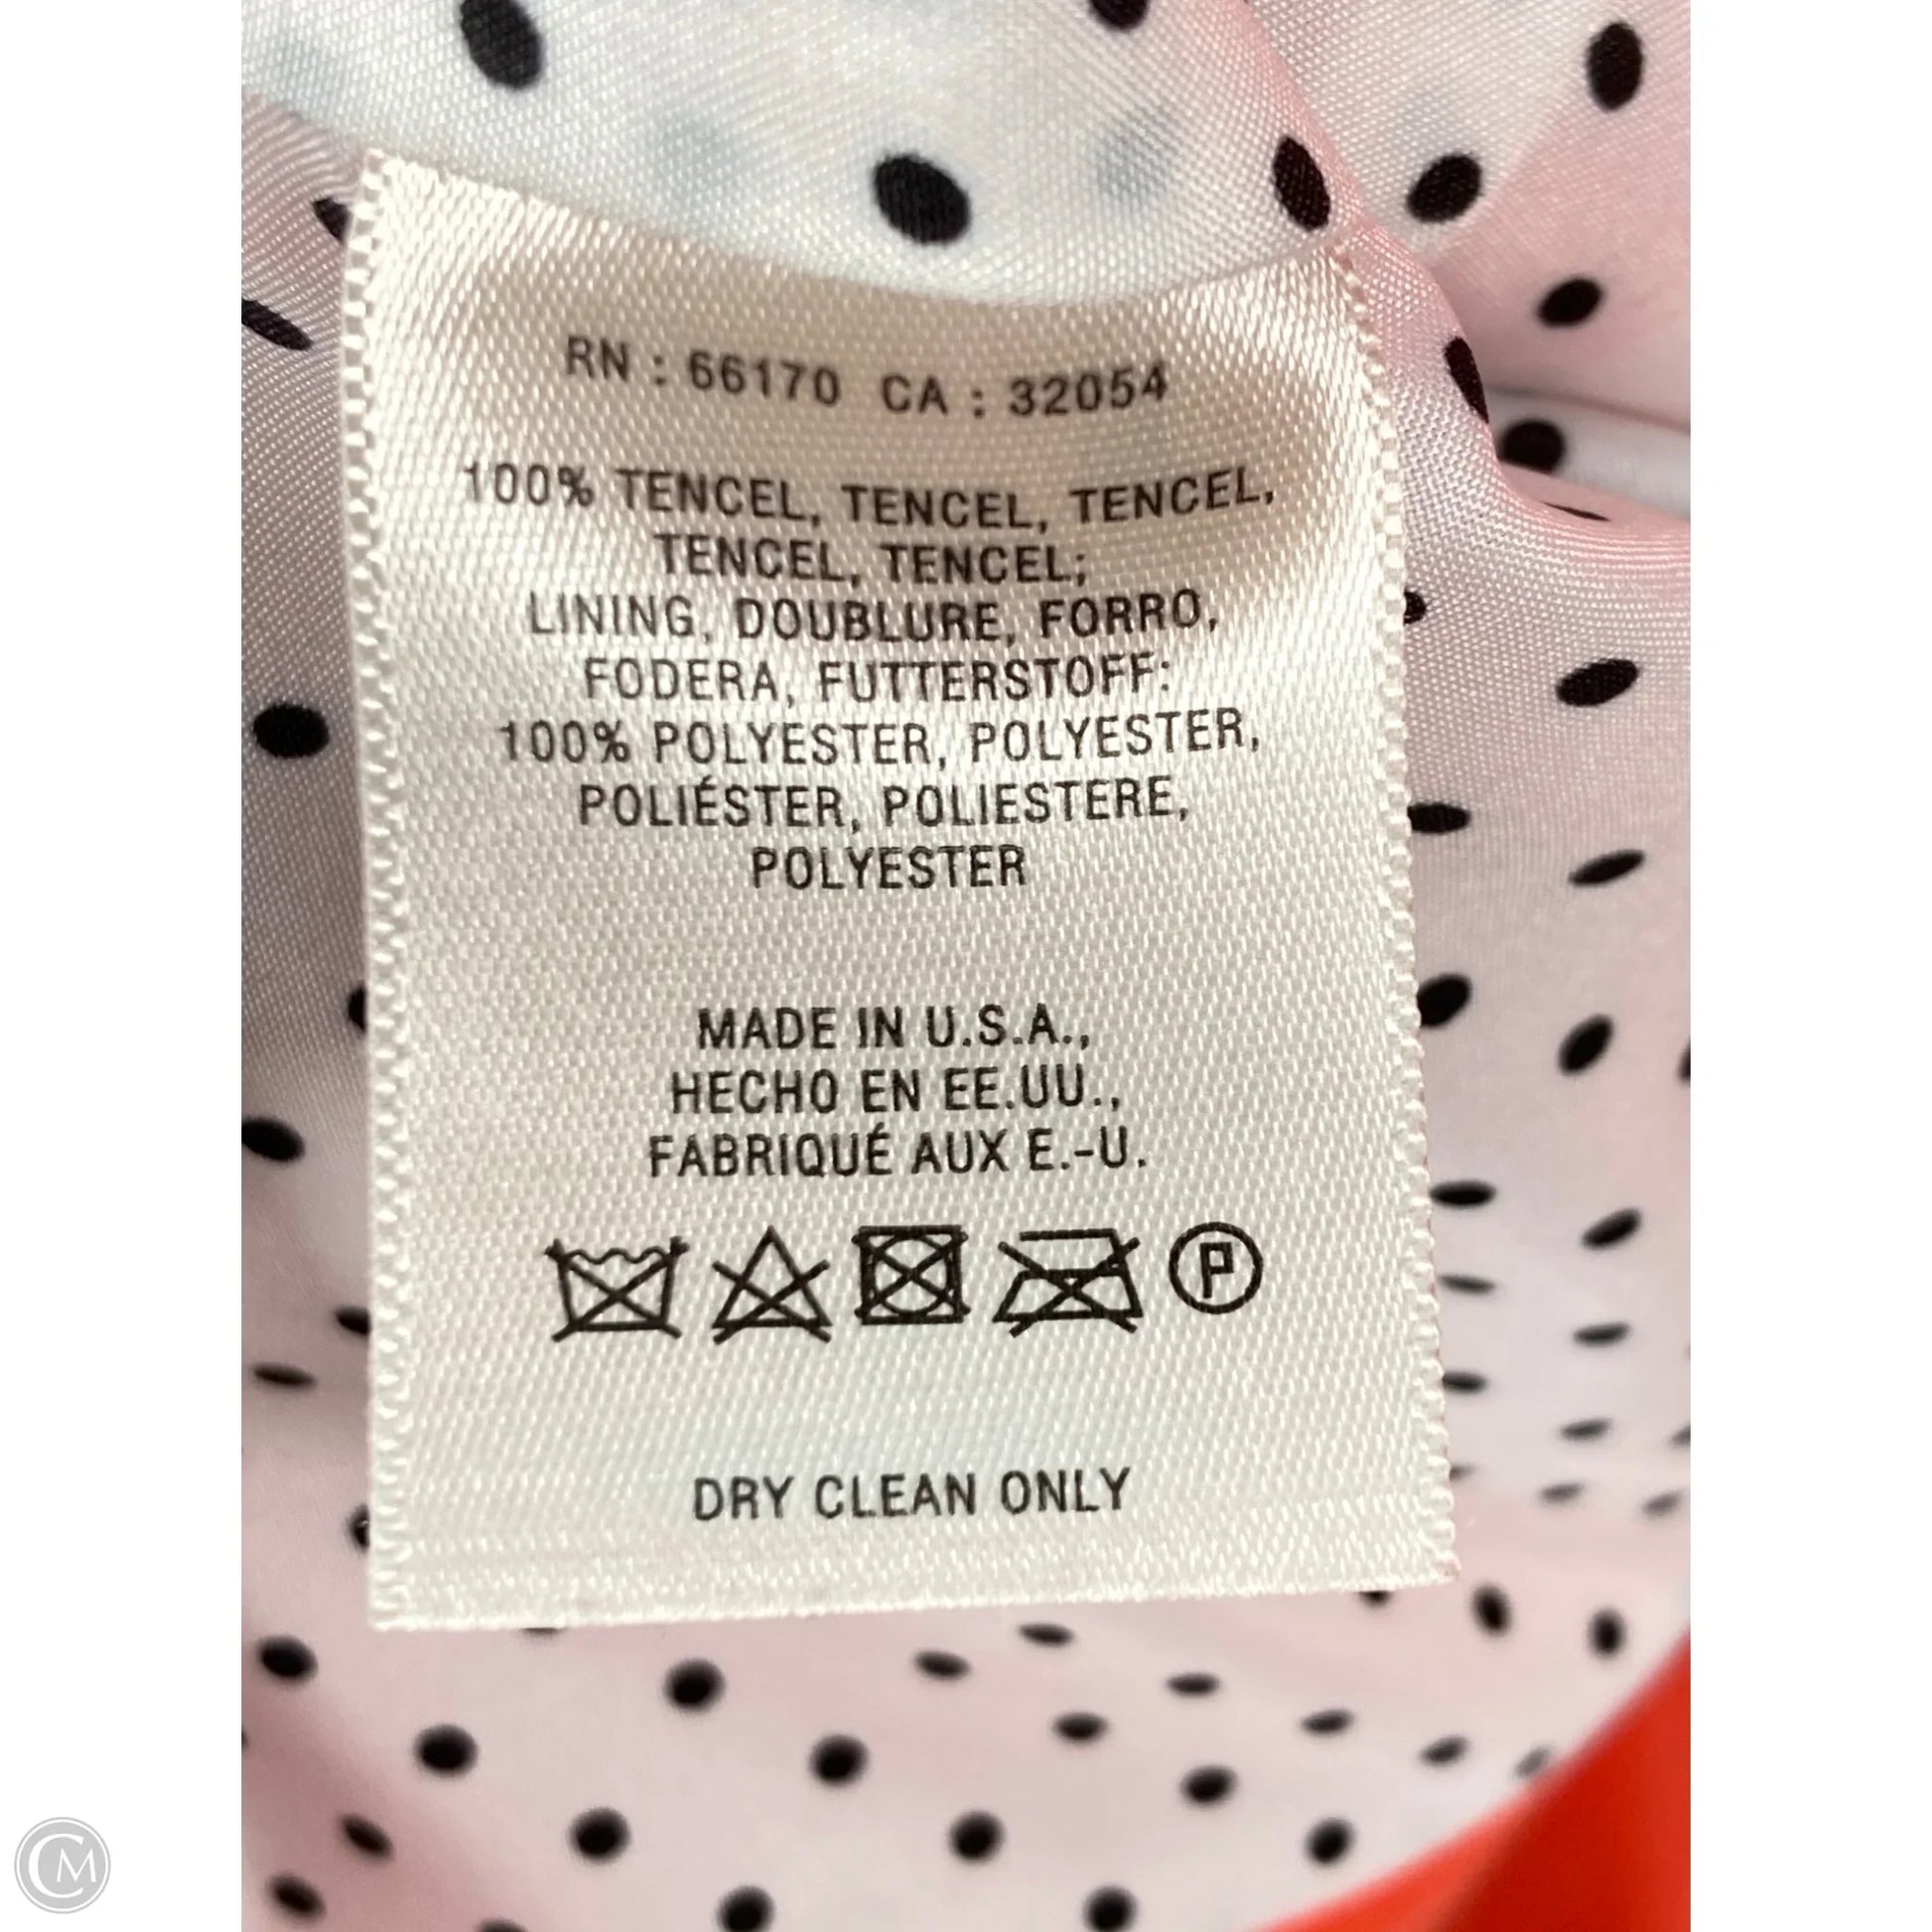 RN : 66170 CA : 32054
100% TENCEL, TENCEL, TENCEL,
TENCEL, TENCEL;
LINING, DOUBLURE, FORRO,
FODERA, FUTTERSTOFF:
100% POLYESTER, POLYESTER,
POLIÉSTER, POLIESTERE,
POLYESTER
MADE IN U.S.A.,
HECHO EN EE.UU.,
FABRIQUÉ AUX E.-U.
P
DRY CLEAN ONLY
CM